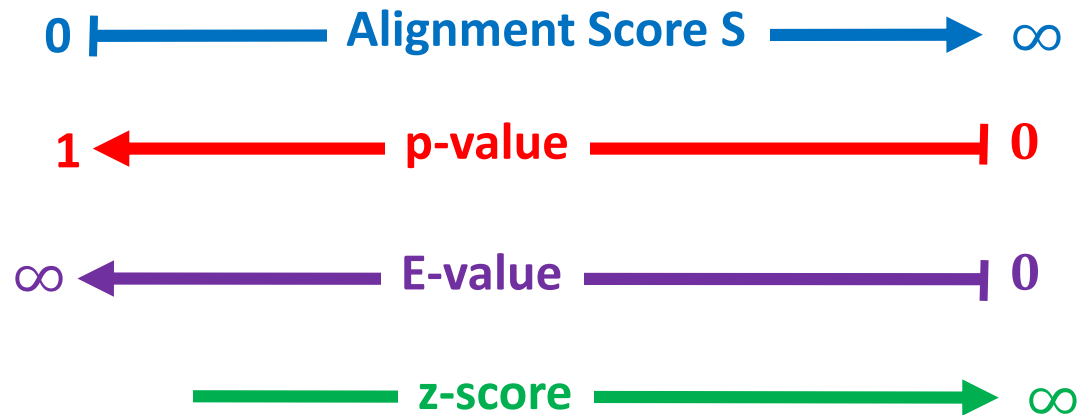 0 Alignment Score S ∞
1 p-value 0
∞ E-value 0
z-score ∞